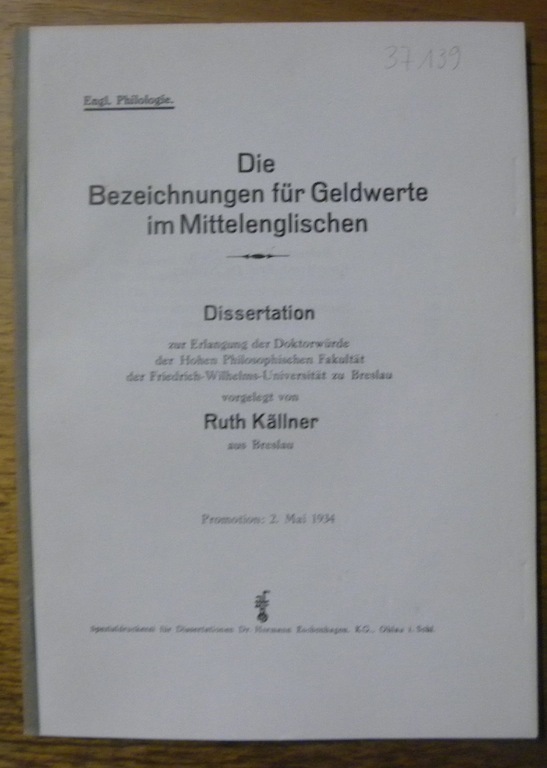 37/139
Engl. Philologie.
Die
Bezeichnungen für Geldwerte
im Mittelenglischen
Dissertation
zur Erlangung der Doktorwürde
der Hohen Philosophischen Fakultät
der Friedrich-Wilhelms-Universität zu Breslau
vorgelegt von
Ruth Källner
aus Breslau
Promotion: 2. Mai 1934
Spezialdruckerei für Dissertationen Dr. Hermann Eschenhagen, K.G., Ohlau i. Schl.